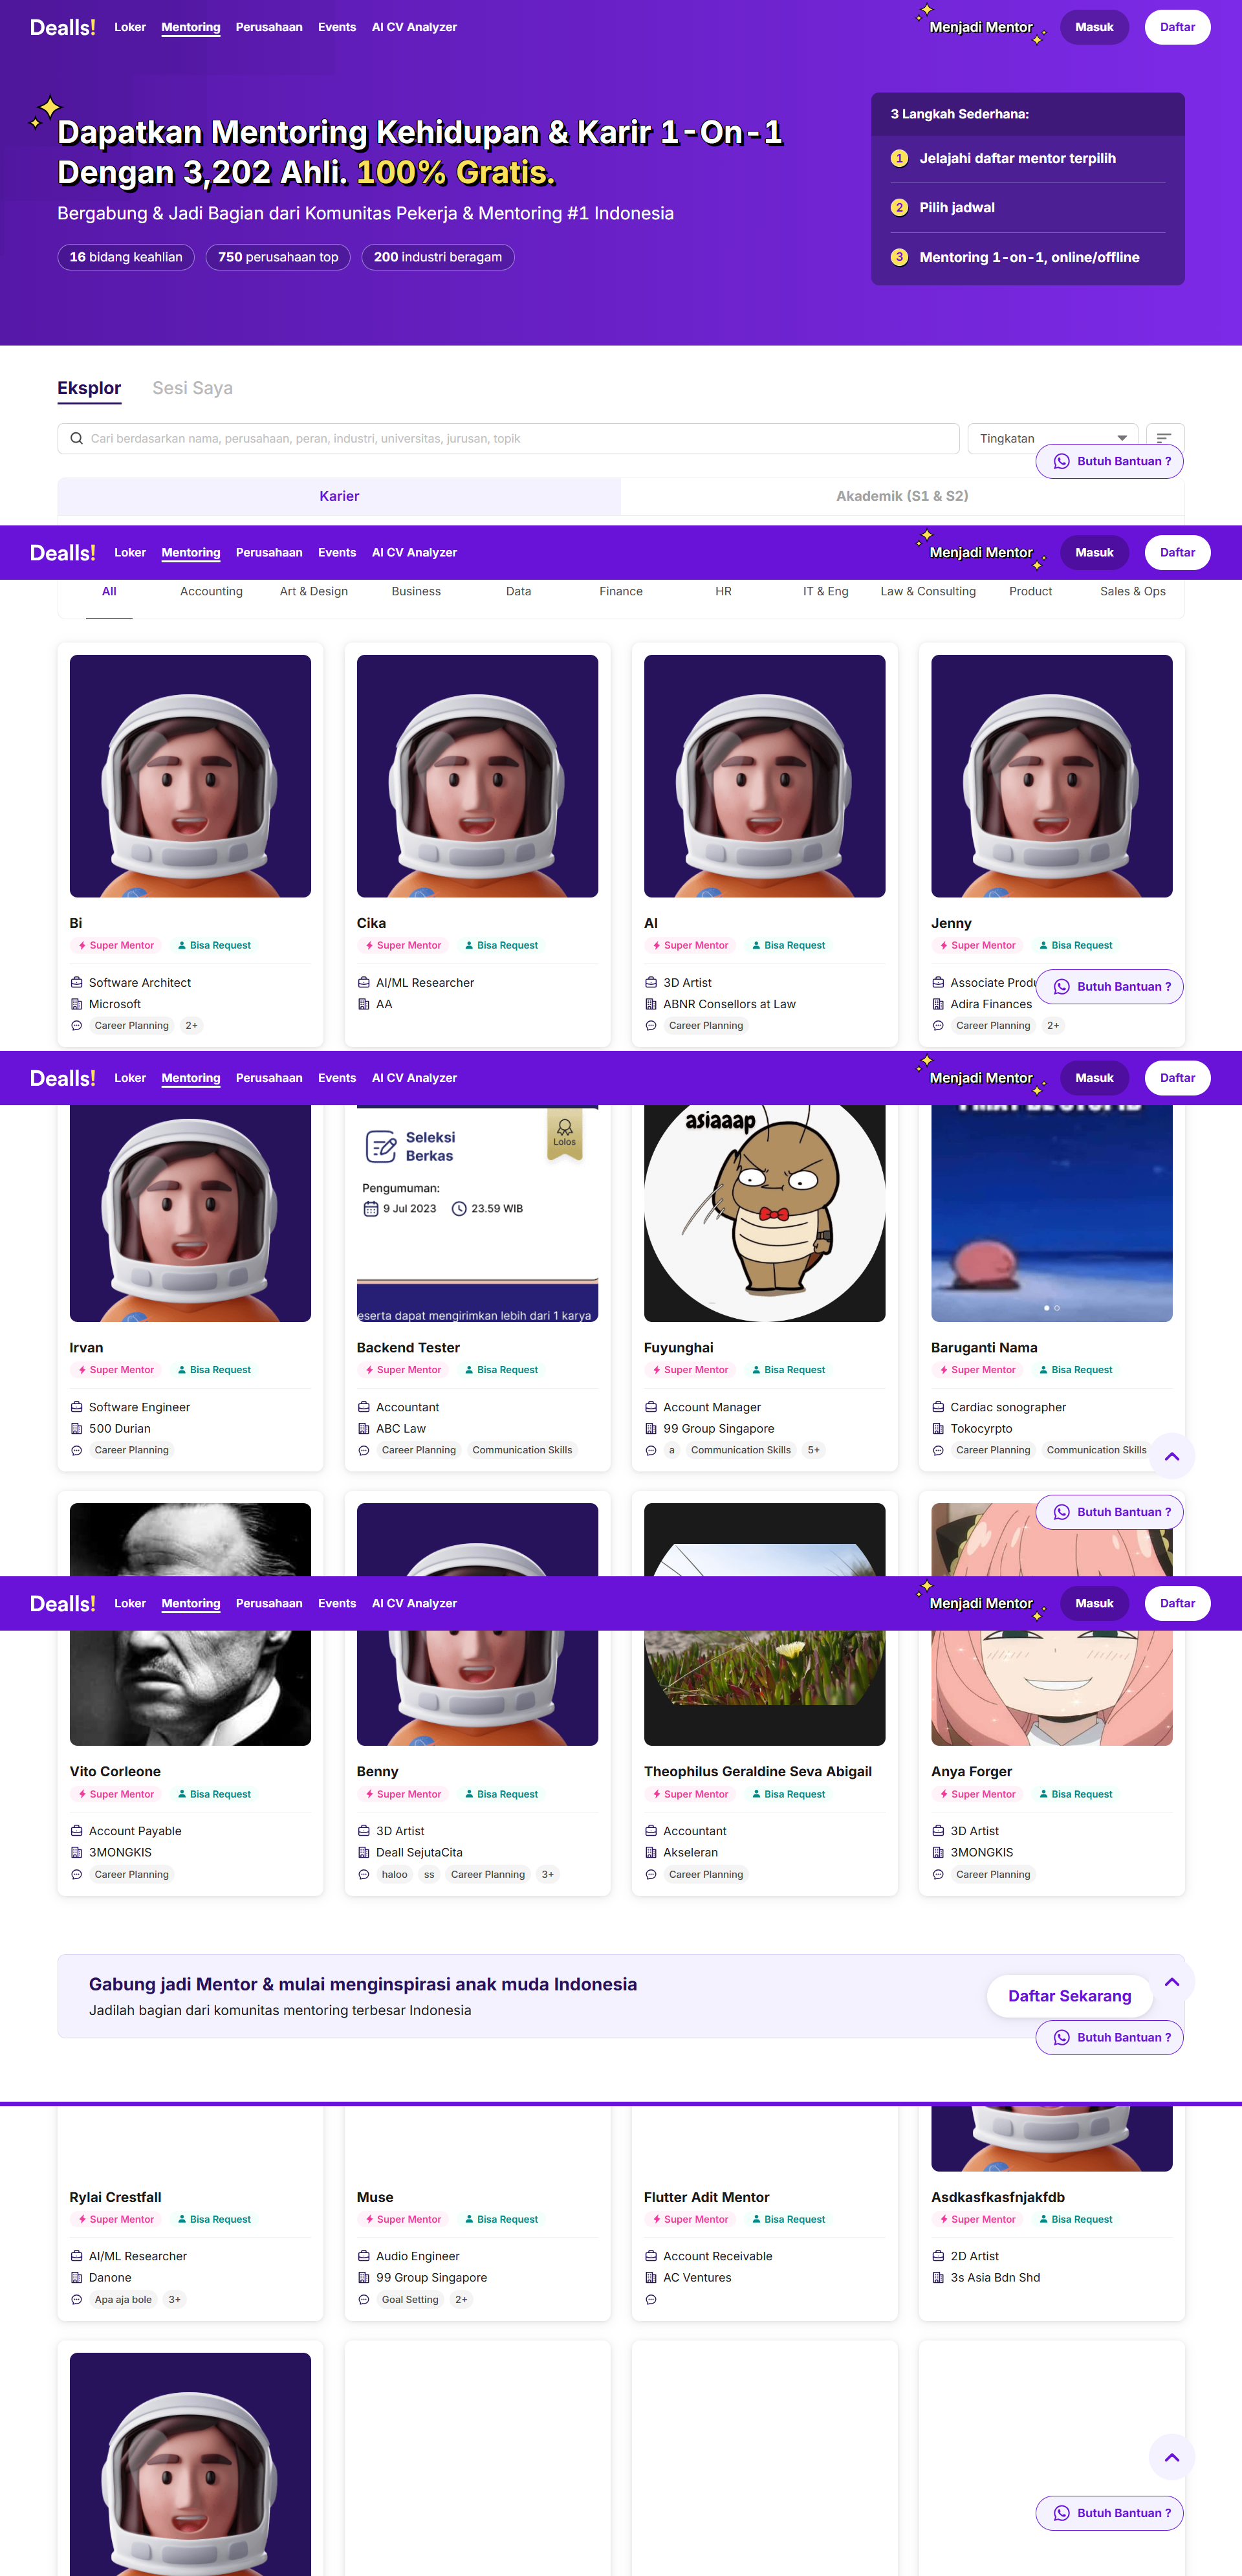 Dealls!
Loker Mentoring Perusahaan Events AI CV Analyzer
Menjadi Mentor
Masuk
Daftar
Dapatkan Mentoring Kehidupan & Karir 1-On-1
Dengan 3,202 Ahli. 100% Gratis.
Bergabung & Jadi Bagian dari Komunitas Pekerja & Mentoring #1 Indonesia
16 bidang keahlian
750 perusahaan top
200 industri beragam
3 Langkah Sederhana:
1 Jelajahi daftar mentor terpilih
2 Pilih jadwal
3 Mentoring 1-on-1, online/offline
Eksplor
Sesi Saya
Cari berdasarkan nama, perusahaan, peran, industri, universitas, jurusan, topik
Tingkatan
Butuh Bantuan ?
Karier
Akademik (S1 & S2)
Dealls!
Loker Mentoring Perusahaan Events AI CV Analyzer
Menjadi Mentor
Masuk
Daftar
All Accounting Art & Design Business Data Finance HR IT & Eng Law & Consulting Product Sales & Ops
Bi
Super Mentor Bisa Request
Software Architect
Microsoft
Career Planning 2+
Cika
Super Mentor Bisa Request
AI/ML Researcher
AA
Al
Super Mentor Bisa Request
3D Artist
ABNR Consellors at Law
Career Planning
Jenny
Super Mentor Bisa Request
Associate
Adira Finances
Career Planning 2+
Butuh Bantuan ?
Dealls!
Loker Mentoring Perusahaan Events AI CV Analyzer
Menjadi Mentor
Masuk
Daftar
Irvan
Super Mentor Bisa Request
Software Engineer
500 Durian
Career Planning
Seleksi
Berkas
Lolos
Pengumuman:
9 Jul 2023 23.59 WIB
eserta dapat mengirimkan lebih dari 1 karya
Backend Tester
Super Mentor Bisa Request
Accountant
ABC Law
Career Planning Communication Skills
asiaaap
Fuyunghai
Super Mentor Bisa Request
Account Manager
99 Group Singapore
a Communication Skills 5+
Baruganti Nama
Super Mentor Bisa Request
Cardiac sonographer
Tokocyrpto
Career Planning Communication Skills
Butuh Bantuan ?
Dealls!
Loker Mentoring Perusahaan Events AI CV Analyzer
Menjadi Mentor
Masuk
Daftar
Vito Corleone
Super Mentor Bisa Request
Account Payable
3MONGKIS
Career Planning
Benny
Super Mentor Bisa Request
3D Artist
Deall SejutaCita
haloo ss Career Planning 3+
Theophilus Geraldine Seva Abigail
Super Mentor Bisa Request
Accountant
Akseleran
Career Planning
Anya Forger
Super Mentor Bisa Request
3D Artist
3MONGKIS
Career Planning
Gabung jadi Mentor & mulai menginspirasi anak muda Indonesia
Jadilah bagian dari komunitas mentoring terbesar Indonesia
Daftar Sekarang
Butuh Bantuan ?
Rylai Crestfall
Super Mentor Bisa Request
AI/ML Researcher
Danone
Apa aja bole 3+
Muse
Super Mentor Bisa Request
Audio Engineer
99 Group Singapore
Goal Setting 2+
Flutter Adit Mentor
Super Mentor Bisa Request
Account Receivable
AC Ventures
Asdkasfkasfnjakfdb
Super Mentor Bisa Request
2D Artist
3s Asia Bdn Shd
Butuh Bantuan ?